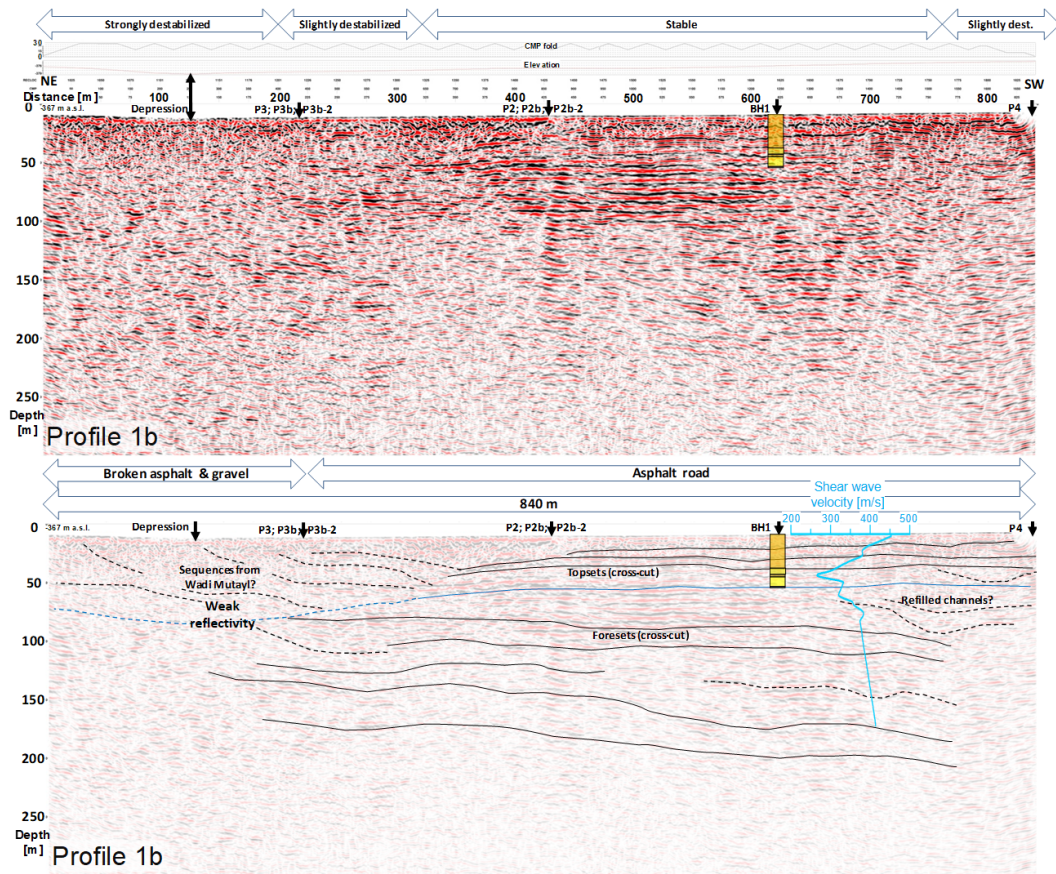 Strongly destabilized
Slightly destabilized
Stable
Slightly dest.
30
0
CMP fold
Elevation
NE
SW
Distance [m]
100
200
300
400
500
600
700
800
0
-367 m a.s.l.
Depression
P3; P3b; P3b-2
P2; P2b; P2b-2
BH1
P4
50
100
150
200
250
Depth
[m]
Profile 1b
Broken asphalt & gravel
Asphalt road
840 m
Shear wave
velocity [m/s]
200 300 400 500
0
-367 m a.s.l.
Depression
P3; P3b; P3b-2
P2; P2b; P2b-2
BH1
P4
Sequences from
Wadi Mutayl?
Topsets (cross-cut)
50
Weak
reflectivity
Refilled channels?
Foresets (cross-cut)
100
150
200
250
Depth
[m]
Profile 1b